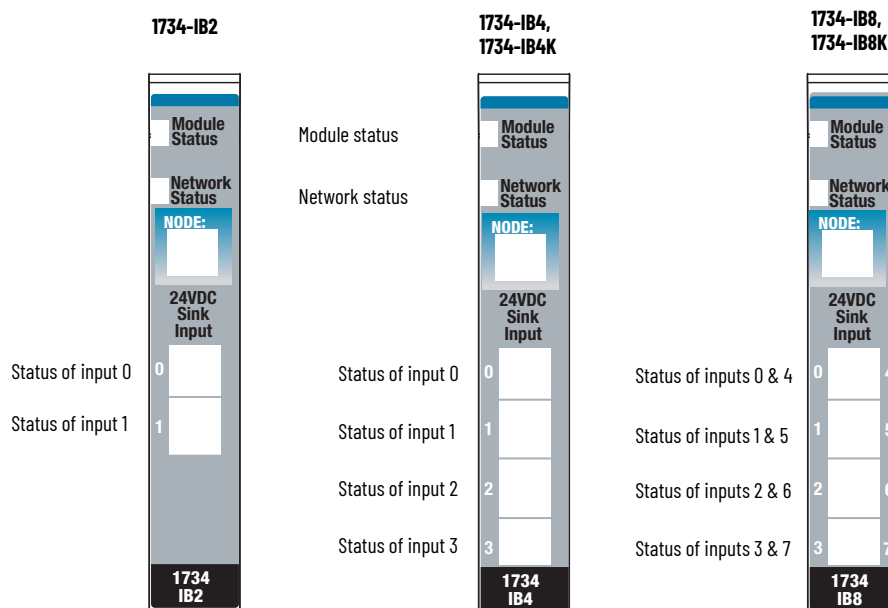 1734-IB2
1734-IB4,
1734-IB4K
1734-IB8,
1734-IB8K
Module
Status
Network
Status
NODE:
24VDC
Sink
Input
Status of input 0
0
Status of input 1
1
1734
IB2
Module status
Network status
Module
Status
Network
Status
NODE:
24VDC
Sink
Input
Status of input 0
0
Status of input 1
1
Status of input 2
2
Status of input 3
3
1734
IB4
Module
Status
Network
Status
NODE:
24VDC
Sink
Input
Status of inputs 0 & 4
0 4
Status of inputs 1 & 5
1 5
Status of inputs 2 & 6
2 6
Status of inputs 3 & 7
3 7
1734
IB8